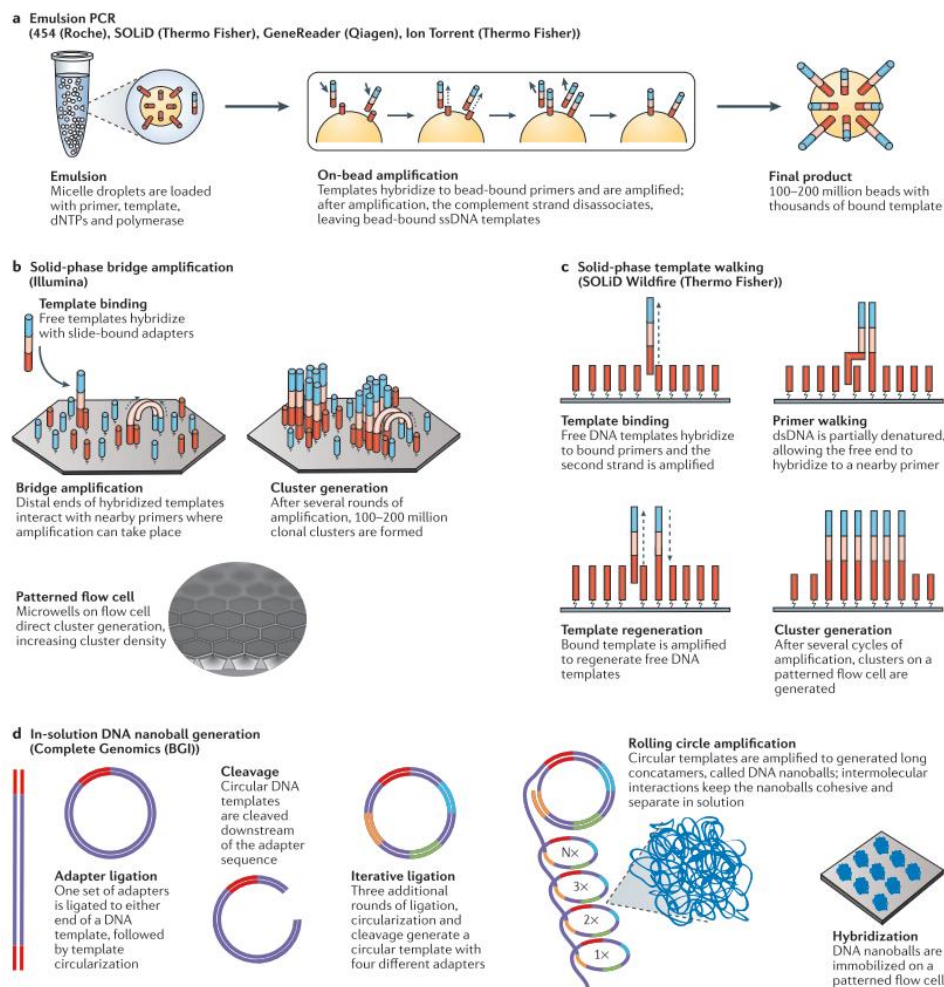 a Emulsion PCR
(454 (Roche), SOLiD (Thermo Fisher), GeneReader (Qiagen), Ion Torrent (Thermo Fisher))
Emulsion
Micelle droplets are loaded
with primer, template,
dNTPs and polymerase
On-bead amplification
Templates hybridize to bead-bound primers and are amplified;
after amplification, the complement strand disassociates,
leaving bead-bound ssDNA templates
Final product
100–200 million beads with
thousands of bound template
b Solid-phase bridge amplification
(Illumina)
Template binding
Free templates hybridize
with slide-bound adapters
Bridge amplification
Distal ends of hybridized templates
interact with nearby primers where
amplification can take place
Cluster generation
After several rounds of
amplification, 100–200 million
clonal clusters are formed
Patterned flow cell
Microwells on flow cell
direct cluster generation,
increasing cluster density
c Solid-phase template walking
(SOLiD Wildfire (Thermo Fisher))
Template binding
Free DNA templates hybridize
to bound primers and the
second strand is amplified
Primer walking
dsDNA is partially denatured,
allowing the free end to
hybridize to a nearby primer
Template regeneration
Bound template is amplified
to regenerate free DNA
templates
Cluster generation
After several cycles of
amplification, clusters on a
patterned flow cell are
generated
d In-solution DNA nanoball generation
(Complete Genomics (BGI))
Adapter ligation
One set of adapters
is ligated to either
end of a DNA
template, followed
by template
circularization
Cleavage
Circular DNA
templates
are cleaved
downstream
of the adapter
sequence
Iterative ligation
Three additional
rounds of ligation,
circularization and
cleavage generate a
circular template with
four different adapters
Rolling circle amplification
Circular templates are amplified to generated long
concatamers, called DNA nanoballs; intermolecular
interactions keep the nanoballs cohesive and
separate in solution
N×
3×
2×
1×
Hybridization
DNA nanoballs are
immobilized on a
patterned flow cell